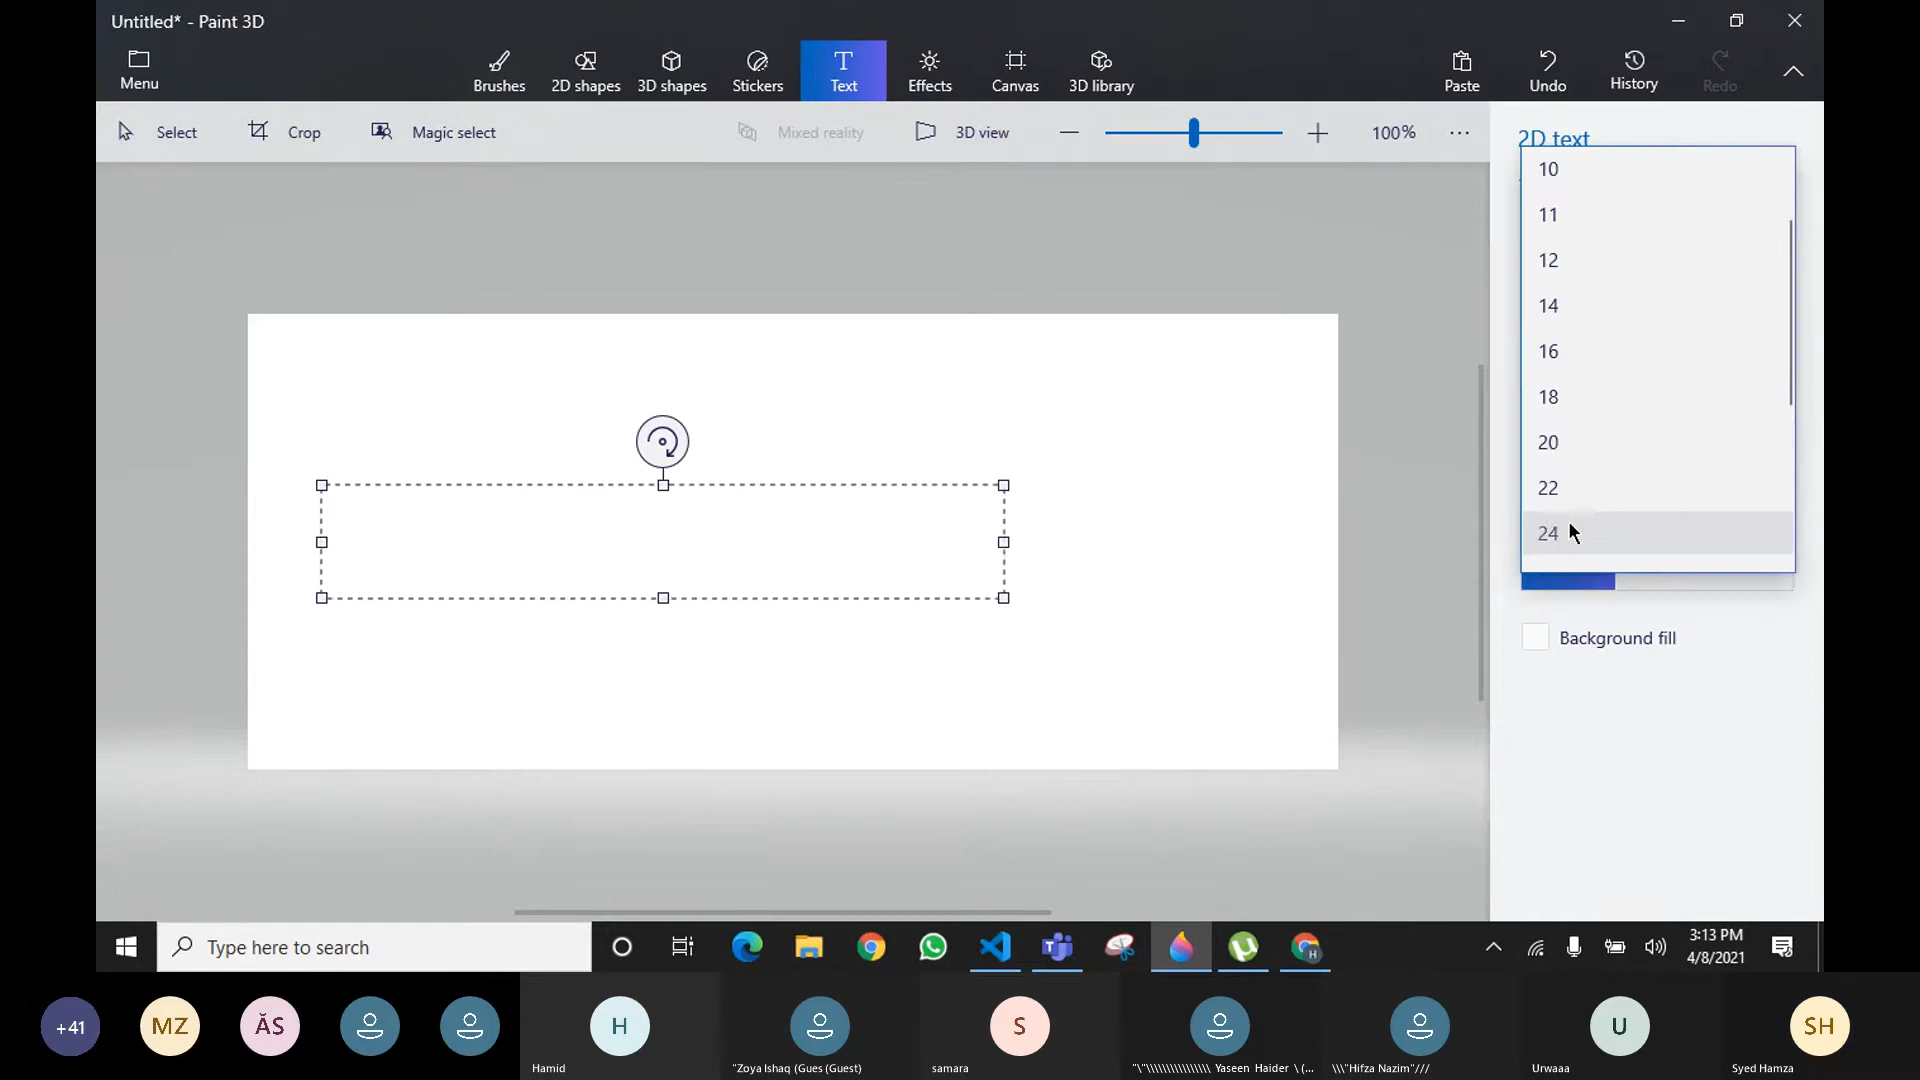 Untitled* - Paint 3D
Menu
Brushes
2D shapes
3D shapes
Stickers
Text
Effects
Canvas
3D library
Paste
Undo
History
Redo
Select
Crop
Magic select
Mixed reality
3D view
100%
2D text
10
11
12
14
16
18
20
22
24
Background fill
Type here to search
3:13 PM
4/8/2021
+41
MZ
ĂS
H
S
U
SH
Hamid
"Zoya Ishaq (Gues (Guest)
samara
"\"\\\\\\\\\\\\\\\\ Yaseen Haider \ (...
\\\"Hifza Nazim"///
Urwaaa
Syed Hamza